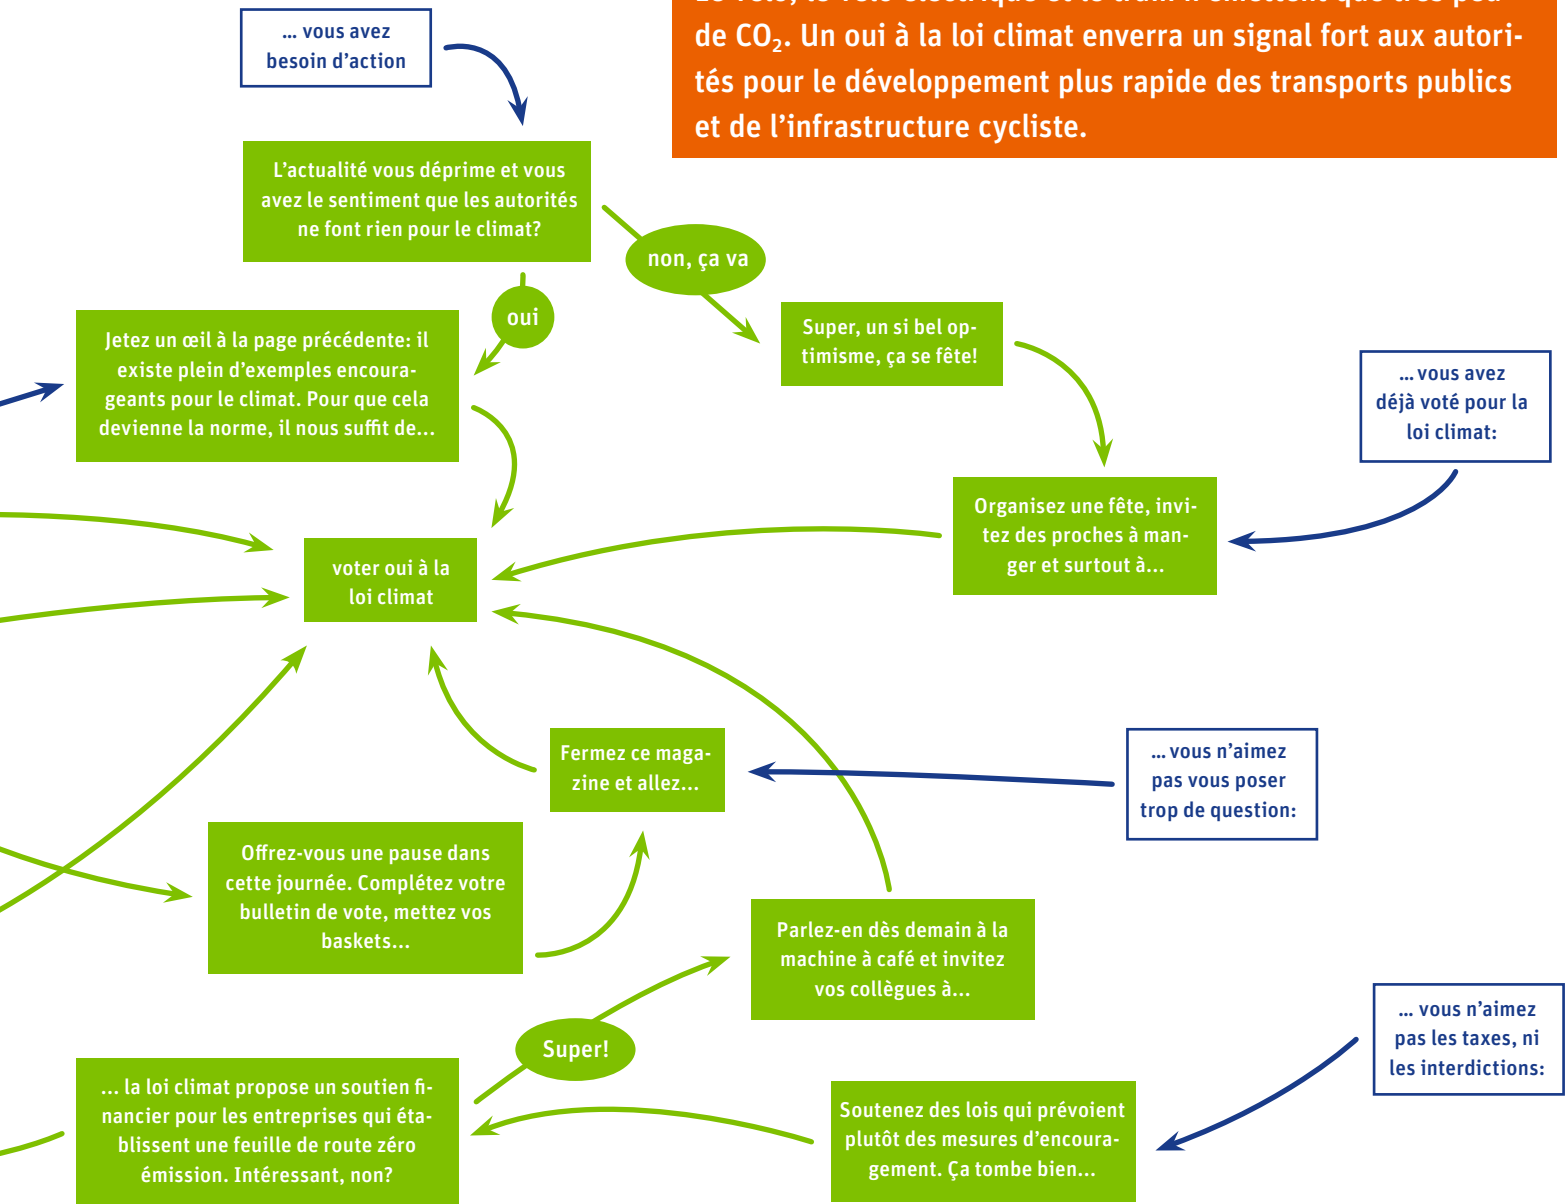 de CO₂. Un oui à la loi climat enverra un signal fort aux autori-
tés pour le développement plus rapide des transports publics
et de l'infrastructure cycliste.
… vous avez
besoin d'action
L'actualité vous déprime et vous
avez le sentiment que les autorités
ne font rien pour le climat?
non, ça va
oui
Jetez un œil à la page précédente: il
existe plein d'exemples encoura-
geants pour le climat. Pour que cela
devienne la norme, il nous suffit de…
Super, un si bel op-
timisme, ça se fête!
… vous avez
déjà voté pour la
loi climat:
Organisez une fête, invi-
tez des proches à man-
ger et surtout à…
voter oui à la
loi climat
Fermez ce maga-
zine et allez…
… vous n'aimez
pas vous poser
trop de question:
Offrez-vous une pause dans
cette journée. Complétez votre
bulletin de vote, mettez vos
baskets…
Parlez-en dès demain à la
machine à café et invitez
vos collègues à…
… vous n'aimez
pas les taxes, ni
les interdictions:
Super!
… la loi climat propose un soutien fi-
nancier pour les entreprises qui éta-
blissent une feuille de route zéro
émission. Intéressant, non?
Soutenez des lois qui prévoient
plutôt des mesures d'encoura-
gement. Ça tombe bien…